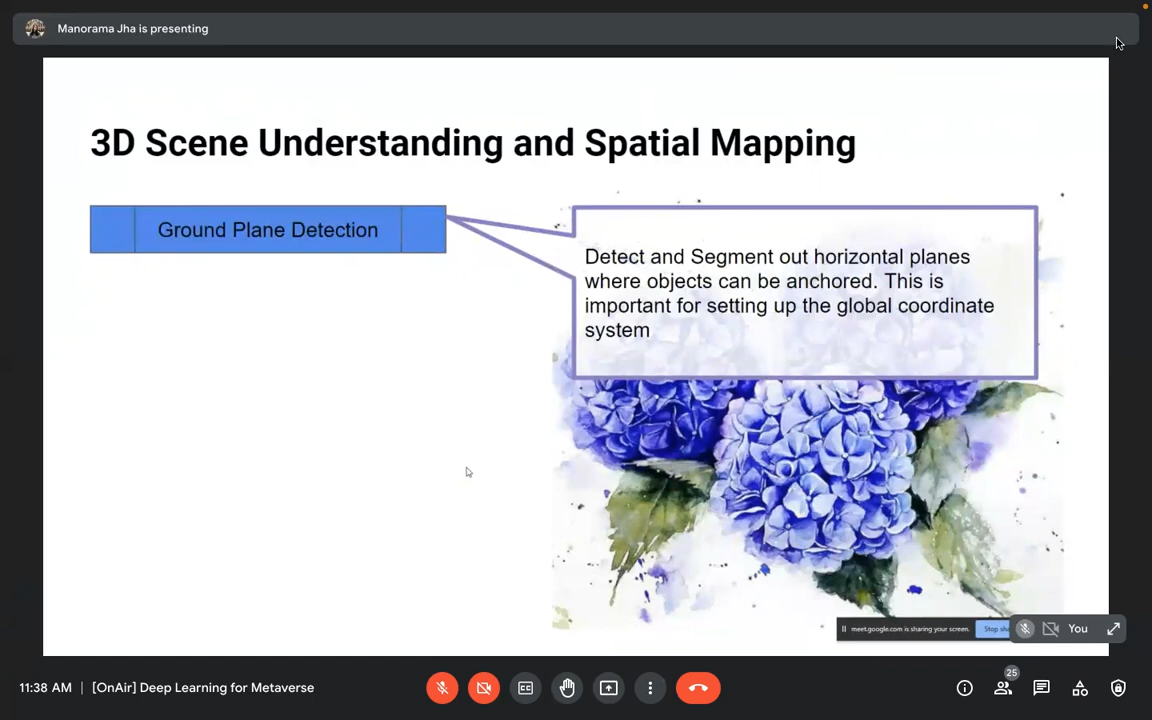 Manorama Jha is presenting
3D Scene Understanding and Spatial Mapping
Ground Plane Detection
Detect and Segment out horizontal planes
where objects can be anchored. This is
important for setting up the global coordinate
system
meet.google.com is sharing your screen.
Stop
You
11:38 AM | [OnAir] Deep Learning for Metaverse
CC
25